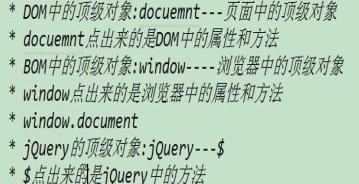 * DOM中的顶级对象:docuemnt---页面中的顶级对象
* docuemnt点出来的是DOM中的属性和方法
* BOM中的顶级对象:window----浏览器中的顶级对象
* window点出来的是浏览器中的属性和方法
* window.document
* jQuery的顶级对象:jQuery---$
* $点出来的是jQuery中的方法